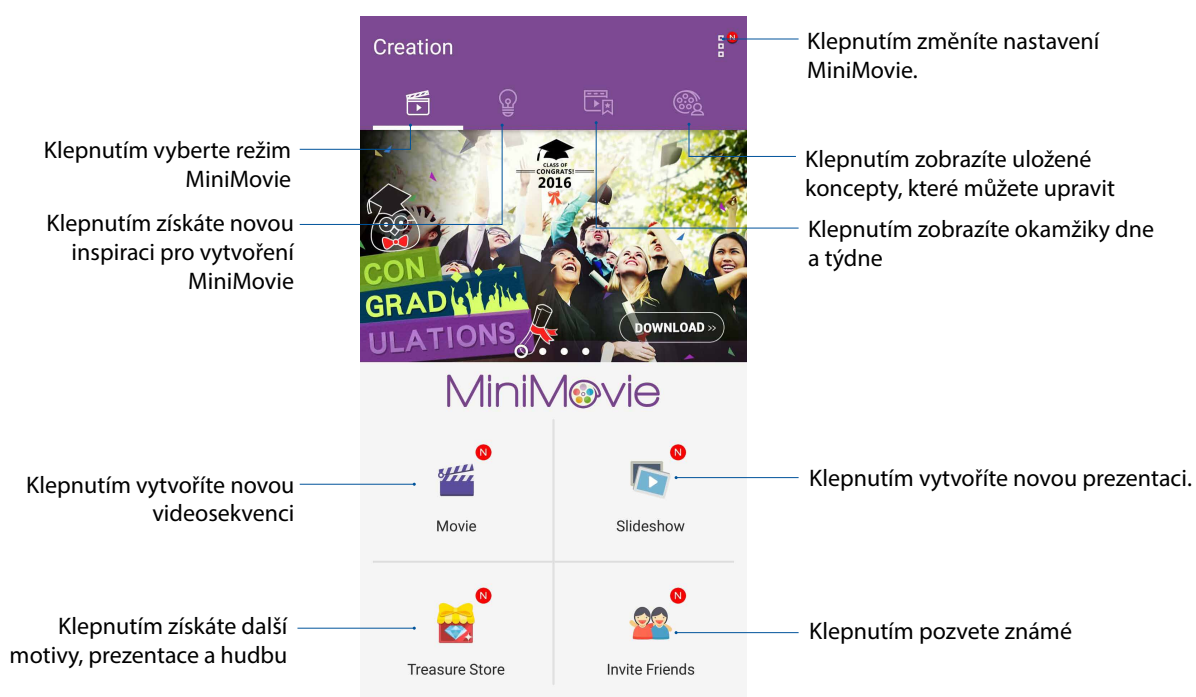 Creation
N
Klepnutím změníte nastavení
MiniMovie.
Klepnutím vyberte režim
MiniMovie
Klepnutím získáte novou
inspiraci pro vytvoření
MiniMovie
Klepnutím zobrazíte uložené
koncepty, které můžete upravit
Klepnutím zobrazíte okamžiky dne
a týdne
CLASS OF
CONGRATS!
2016
CON
GRAD
ULATIONS
DOWNLOAD »
MiniMovie
N
N
Klepnutím vytvoříte novou
videosekvenci
Movie
Slideshow
Klepnutím vytvoříte novou prezentaci.
N
N
Klepnutím získáte další
motivy, prezentace a hudbu
Treasure Store
Invite Friends
Klepnutím pozvete známé